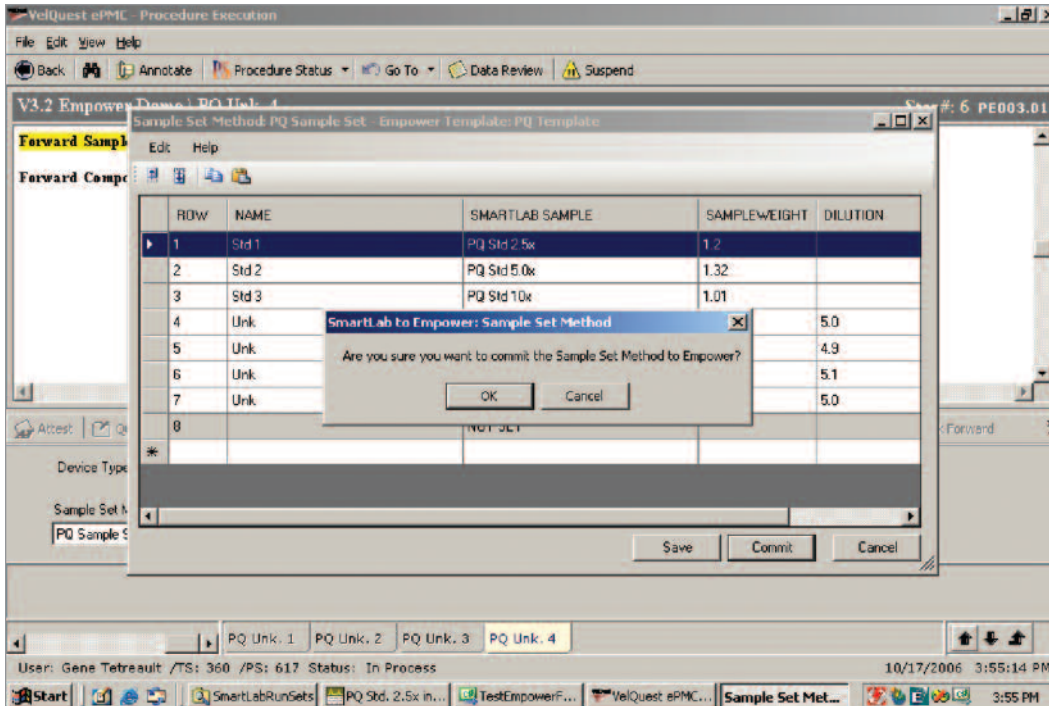 VelQuest ePMC - Procedure Execution
File Edit View Help
Back Annotate Procedure Status Go To Data Review Suspend
V3.2 Empower Demo \ PQ Unk. 4 #: 6 PE003.01
Sample Set Method: PQ Sample Set - Empower Template: PQ Template
Forward
Edit Help
Forward
ROW NAME SMARTLAB SAMPLE SAMPLEWEIGHT DILUTION
1 Std 1 PQ Std 2.5x 1.2
2 Std 2 PQ Std 5.0x 1.32
3 Std 3 PQ Std 10x 1.01
SmartLab to Empower: Sample Set Method
4 Unk 5.0
Are you sure you want to commit the Sample Set Method to Empower?
5 Unk 4.9
6 Unk 5.1
OK Cancel
7 Unk 5.0
Attest Forward
8 NOT SET
*
Device Type
Sample Set
PQ Sample
Save Commit Cancel
PQ Unk. 1 PQ Unk. 2 PQ Unk. 3 PQ Unk. 4
User: Gene Tetreault /TS: 360 /PS: 617 Status: In Process 10/17/2006 3:55:14 PM
Start SmartLabRunSets PQ Std. 2.5x in... TestEmpowerF... VelQuest ePMC... Sample Set Met... 3:55 PM